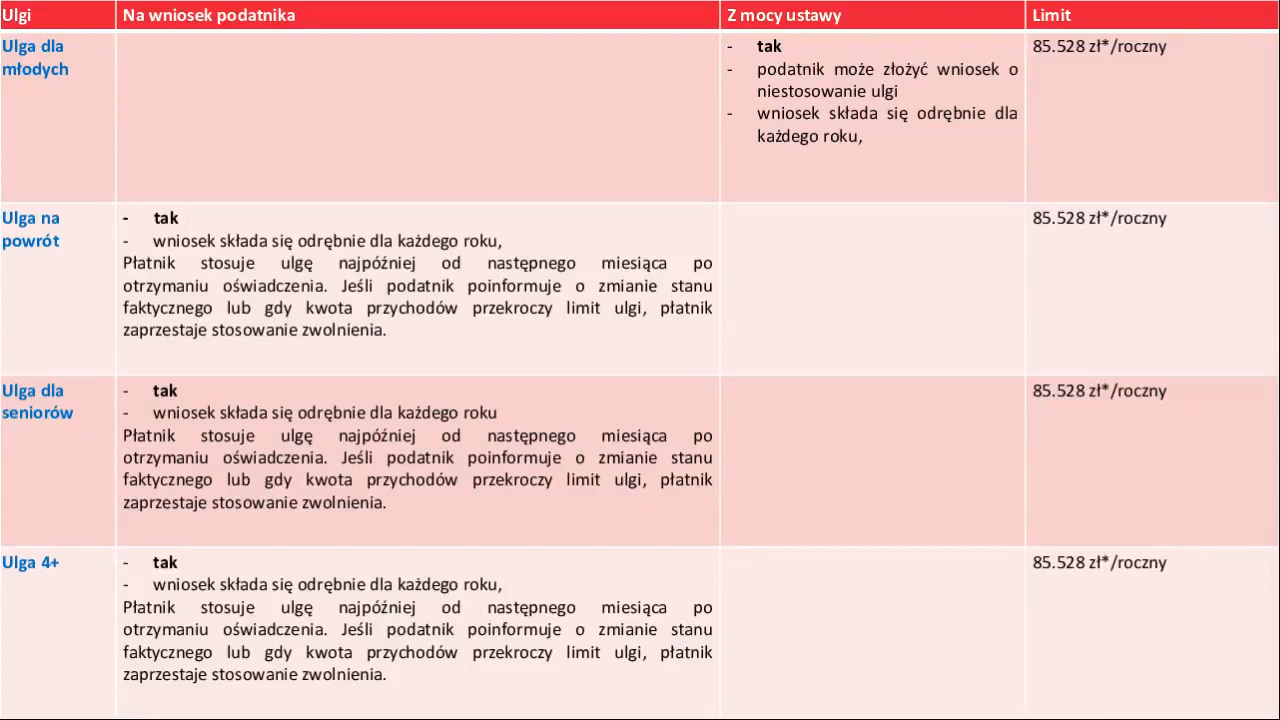 Ulgi
Na wniosek podatnika
Z mocy ustawy
Limit
Ulga dla
młodych
- tak
- podatnik może złożyć wniosek o
niestosowanie ulgi
- wniosek składa się odrębnie dla
każdego roku,
85.528 zł*/roczny
Ulga na
powrót
- tak
- wniosek składa się odrębnie dla każdego roku,
Płatnik stosuje ulgę najpóźniej od następnego miesiąca po
otrzymaniu oświadczenia. Jeśli podatnik poinformuje o zmianie stanu
faktycznego lub gdy kwota przychodów przekroczy limit ulgi, płatnik
zaprzestaje stosowanie zwolnienia.
85.528 zł*/roczny
Ulga dla
seniorów
- tak
- wniosek składa się odrębnie dla każdego roku
Płatnik stosuje ulgę najpóźniej od następnego miesiąca po
otrzymaniu oświadczenia. Jeśli podatnik poinformuje o zmianie stanu
faktycznego lub gdy kwota przychodów przekroczy limit ulgi, płatnik
zaprzestaje stosowanie zwolnienia.
85.528 zł*/roczny
Ulga 4+
- tak
- wniosek składa się odrębnie dla każdego roku,
Płatnik stosuje ulgę najpóźniej od następnego miesiąca po
otrzymaniu oświadczenia. Jeśli podatnik poinformuje o zmianie stanu
faktycznego lub gdy kwota przychodów przekroczy limit ulgi, płatnik
zaprzestaje stosowanie zwolnienia.
85.528 zł*/roczny